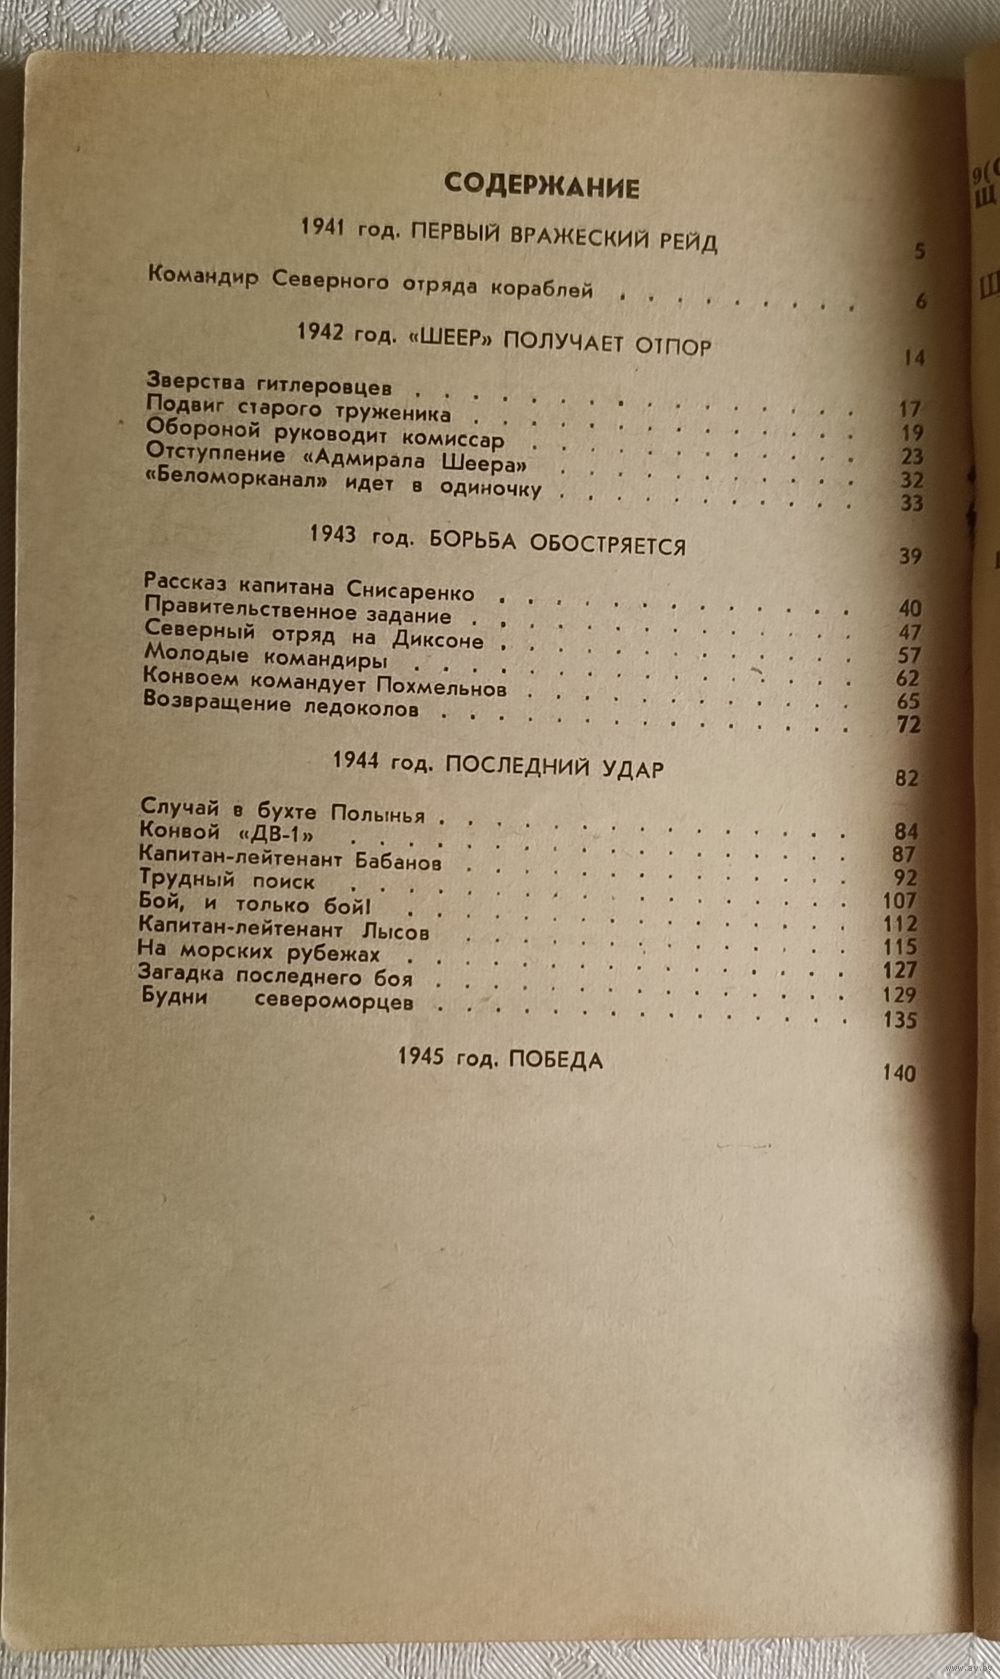 СОДЕРЖАНИЕ
1941 год. ПЕРВЫЙ ВРАЖЕСКИЙ РЕЙД 5
Командир Северного отряда кораблей . . . . . . . . . 6
1942 год. «ШЕЕР» ПОЛУЧАЕТ ОТПОР 14
Зверства гитлеровцев . . . . . . . . . . . . . . . 17
Подвиг старого труженика . . . . . . . . . . . . . 19
Обороной руководит комиссар . . . . . . . . . . . 23
Отступление «Адмирала Шеера» . . . . . . . . . . 32
«Беломорканал» идет в одиночку . . . . . . . . . . 33
1943 год. БОРЬБА ОБОСТРЯЕТСЯ 39
Рассказ капитана Снисаренко . . . . . . . . . . . . 40
Правительственное задание . . . . . . . . . . . . . 47
Северный отряд на Диксоне . . . . . . . . . . . . 57
Молодые командиры . . . . . . . . . . . . . . . 62
Конвоем командует Похмельнов . . . . . . . . . . . 65
Возвращение ледоколов . . . . . . . . . . . . . . 72
1944 год. ПОСЛЕДНИЙ УДАР 82
Случай в бухте Полынья . . . . . . . . . . . . . . 84
Конвой «ДВ-1» . . . . . . . . . . . . . . . . . 87
Капитан-лейтенант Бабанов . . . . . . . . . . . . . 92
Трудный поиск . . . . . . . . . . . . . . . . . 107
Бой, и только бой! . . . . . . . . . . . . . . . 112
Капитан-лейтенант Лысов . . . . . . . . . . . . . 115
На морских рубежах . . . . . . . . . . . . . . . 127
Загадка последнего боя . . . . . . . . . . . . . . 129
Будни североморцев . . . . . . . . . . . . . . 135
1945 год. ПОБЕДА 140
9(С
Щ
www.ay.by